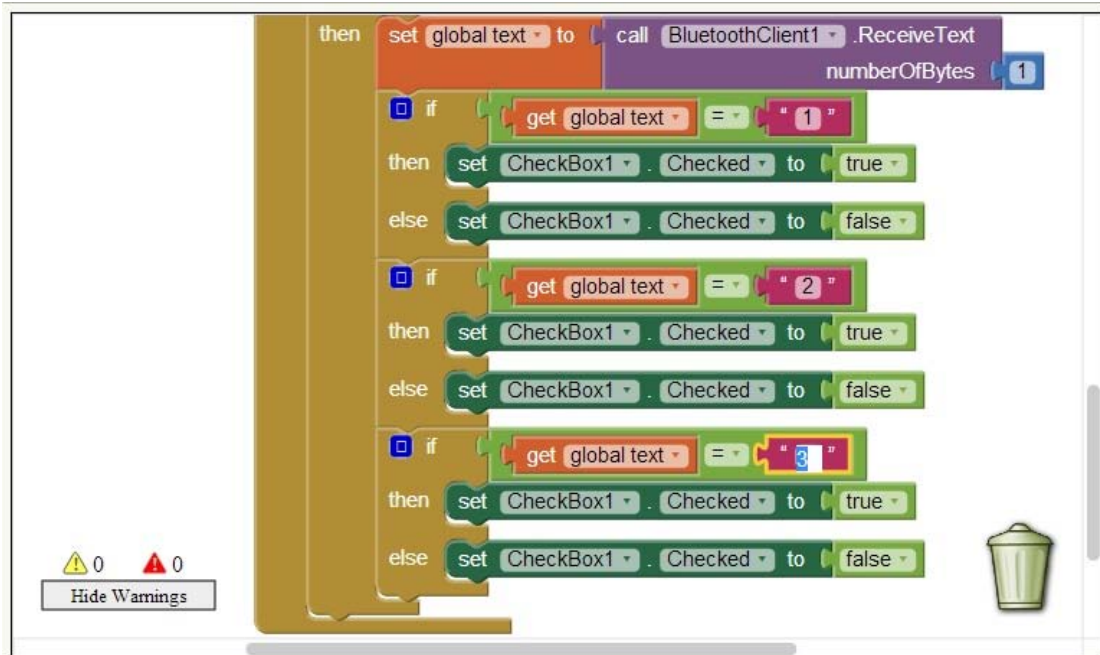 then set global text to call BluetoothClient1 .ReceiveText
numberOfBytes 1
if get global text = " 1 "
then set CheckBox1 . Checked to true
else set CheckBox1 . Checked to false
if get global text = " 2 "
then set CheckBox1 . Checked to true
else set CheckBox1 . Checked to false
if get global text = " 3 "
then set CheckBox1 . Checked to true
else set CheckBox1 . Checked to false
0 0
Hide Warnings